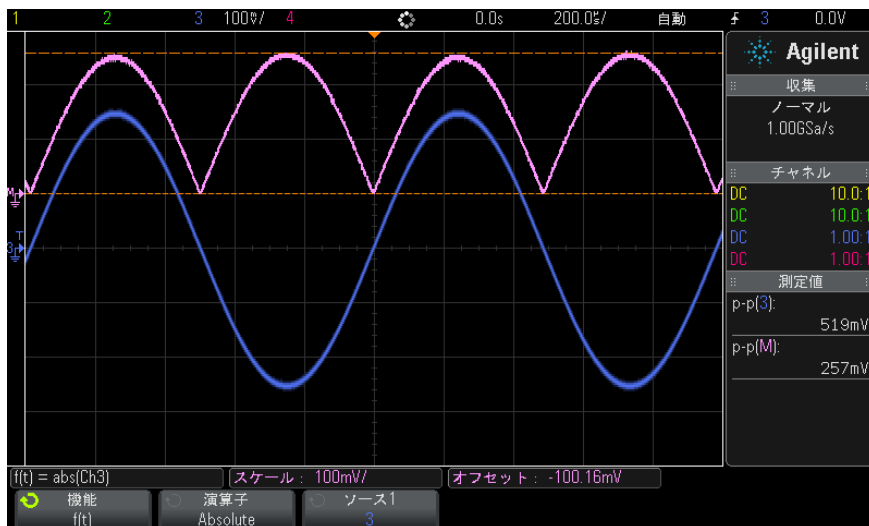 1 2 3 100㎷/ 4 0.0s 200.0㎲/ 自動 3 0.0V
Agilent
収集
ノーマル
1.00GSa/s
チャネル
DC 10.0:1
DC 10.0:1
DC 1.00:1
DC 1.00:1
測定値
p-p(3):
519mV
p-p(M):
257mV
M
T
3
f(t) = abs(Ch3) スケール: 100mV/ オフセット: -100.16mV
機能 演算子 ソース1
f(t) Absolute 3